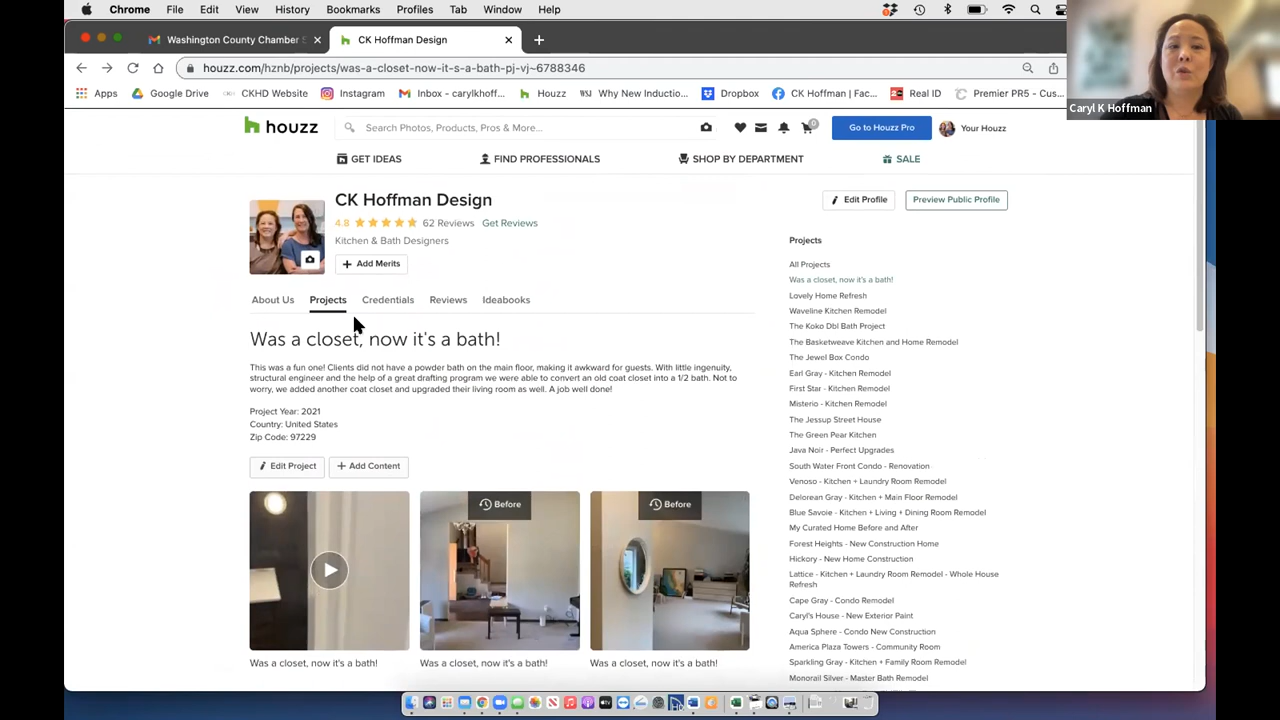 Chrome File Edit View History Bookmarks Profiles Tab Window Help
Washington County Chamber
CK Hoffman Design
houzz.com/hznb/projects/was-a-closet-now-it-s-a-bath-pj-vj~6788346
Apps Google Drive CKHD Website Instagram Inbox - carylkhoff... Houzz WSJ Why New Inductio... Dropbox CK Hoffman | Fac... Real ID Premier PR5 - Cus...
Caryl K Hoffman
houzz
Search Photos, Products, Pros & More...
0
Go to Houzz Pro
Your Houzz
GET IDEAS FIND PROFESSIONALS SHOP BY DEPARTMENT SALE
CK Hoffman Design
4.8 62 Reviews Get Reviews
Kitchen & Bath Designers
+ Add Merits
Edit Profile
Preview Public Profile
About Us Projects Credentials Reviews Ideabooks
Was a closet, now it's a bath!
This was a fun one! Clients did not have a powder bath on the main floor, making it awkward for guests. With little ingenuity,
structural engineer and the help of a great drafting program we were able to convert an old coat closet into a 1/2 bath. Not to
worry, we added another coat closet and upgraded their living room as well. A job well done!
Project Year: 2021
Country: United States
Zip Code: 97229
Edit Project
+ Add Content
Before
Before
Was a closet, now it's a bath!
Was a closet, now it's a bath!
Was a closet, now it's a bath!
Projects
All Projects
Was a closet, now it's a bath!
Lovely Home Refresh
Waveline Kitchen Remodel
The Koko Dbl Bath Project
The Basketweave Kitchen and Home Remodel
The Jewel Box Condo
Earl Gray - Kitchen Remodel
First Star - Kitchen Remodel
Misterio - Kitchen Remodel
The Jessup Street House
The Green Pear Kitchen
Java Noir - Perfect Upgrades
South Water Front Condo - Renovation
Venoso - Kitchen + Laundry Room Remodel
Delorean Gray - Kitchen + Main Floor Remodel
Blue Savoie - Kitchen + Living + Dining Room Remodel
My Curated Home Before and After
Forest Heights - New Construction Home
Hickory - New Home Construction
Lattice - Kitchen + Laundry Room Remodel - Whole House
Refresh
Cape Gray - Condo Remodel
Caryl's House - New Exterior Paint
Aqua Sphere - Condo New Construction
America Plaza Towers - Community Room
Sparkling Gray - Kitchen + Family Room Remodel
Monorail Silver - Master Bath Remodel